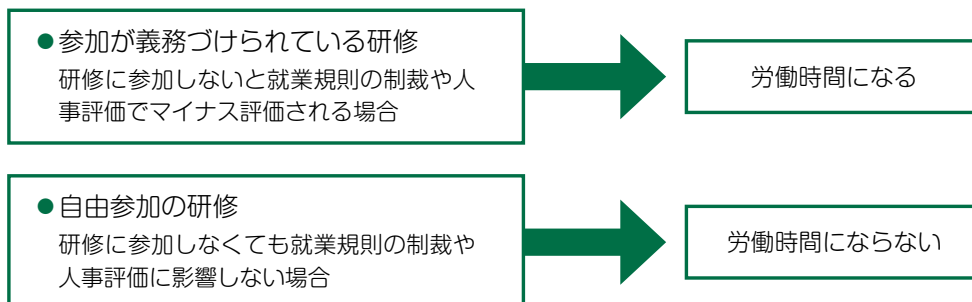 ●参加が義務づけられている研修
研修に参加しないと就業規則の制裁や人
事評価でマイナス評価される場合
労働時間になる
●自由参加の研修
研修に参加しなくても就業規則の制裁や
人事評価に影響しない場合
労働時間にならない